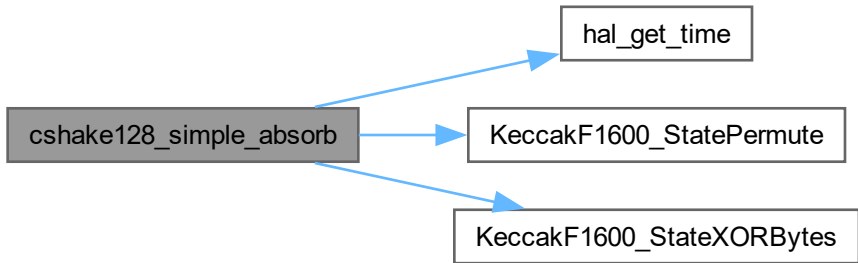 hal_get_time
cshake128_simple_absorb
KeccakF1600_StatePermute
KeccakF1600_StateXORBytes